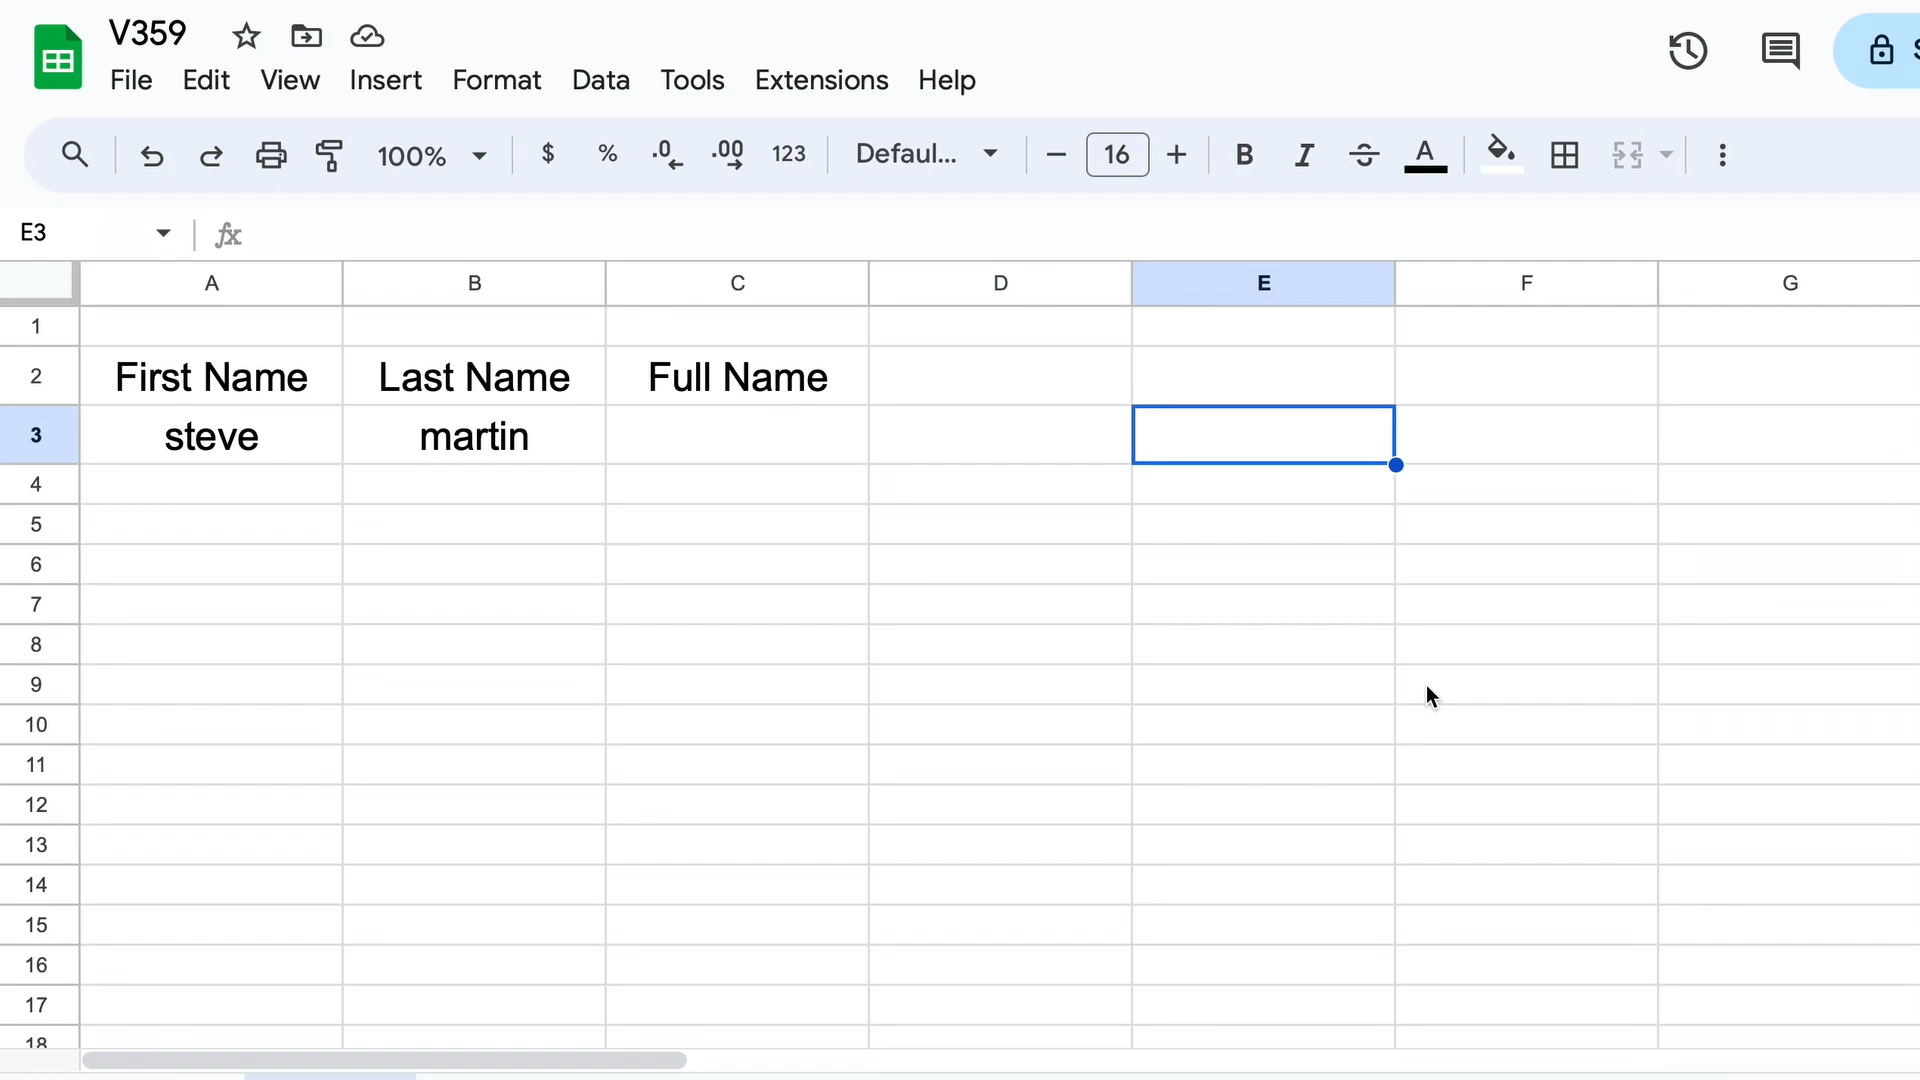 V359
File Edit View Insert Format Data Tools Extensions Help
100% $ % .0 .00 123 Defaul... 16 B I S A
E3 fx
A B C D E F G
1
2 First Name Last Name Full Name
3 steve martin
4
5
6
7
8
9
10
11
12
13
14
15
16
17
18